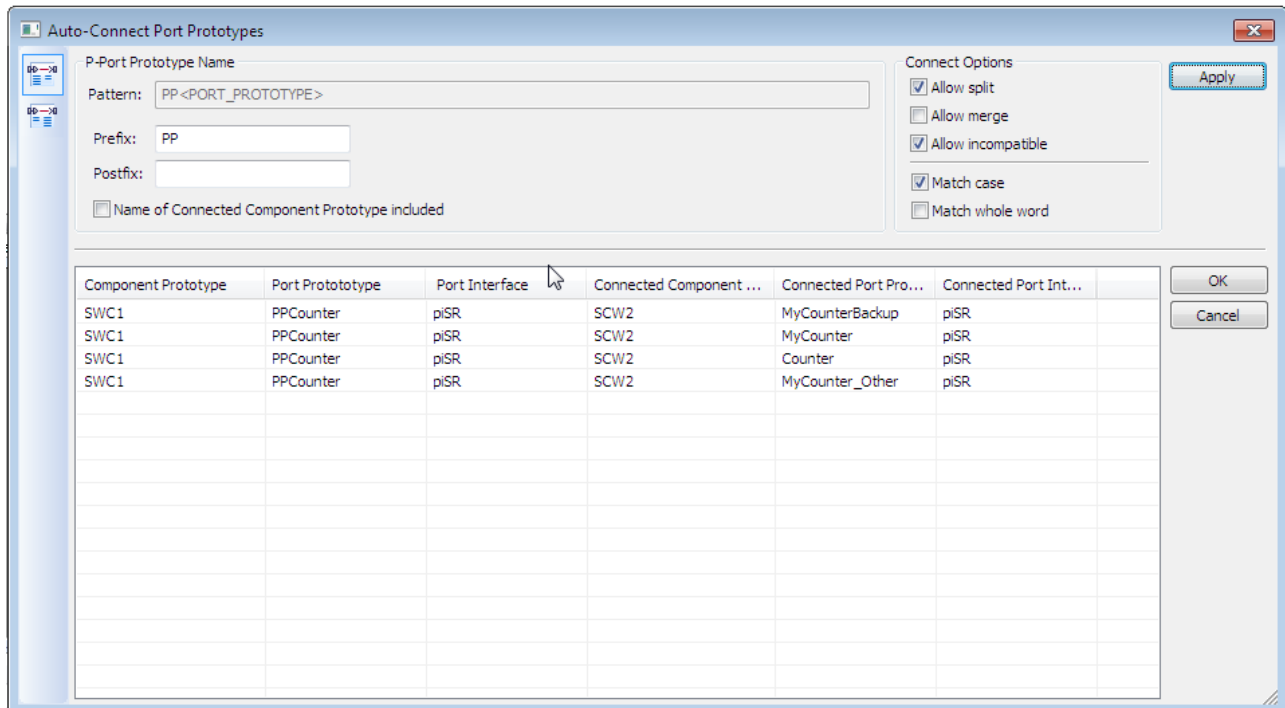 Auto-Connect Port Prototypes
P-Port Prototype Name
Pattern: PP<PORT_PROTOTYPE>
Prefix: PP
Postfix:
Name of Connected Component Prototype included
Connect Options
Allow split
Allow merge
Allow incompatible
Match case
Match whole word
Apply
Component Prototype Port Protototype Port Interface Connected Component ... Connected Port Pro... Connected Port Int...
SWC1 PPCounter piSR SCW2 MyCounterBackup piSR
SWC1 PPCounter piSR SCW2 MyCounter piSR
SWC1 PPCounter piSR SCW2 Counter piSR
SWC1 PPCounter piSR SCW2 MyCounter_Other piSR
OK
Cancel